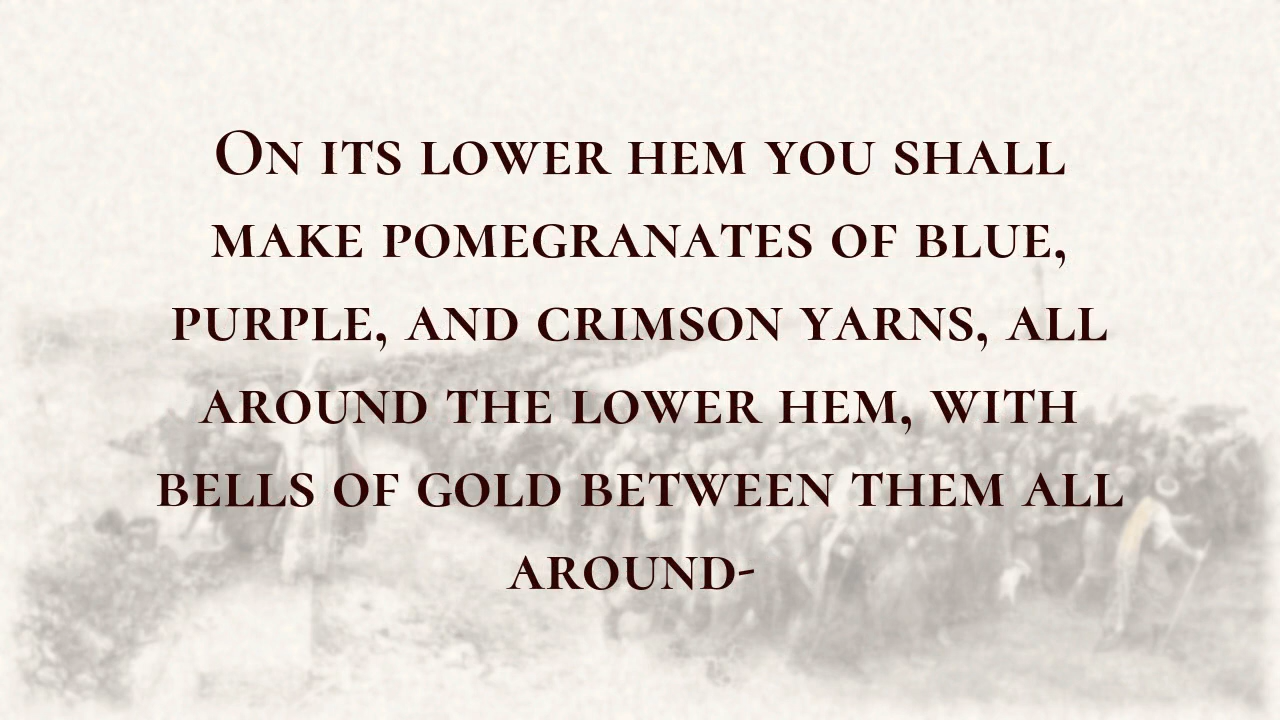 On its lower hem you shall
make pomegranates of blue,
purple, and crimson yarns, all
around the lower hem, with
bells of gold between them all
around-